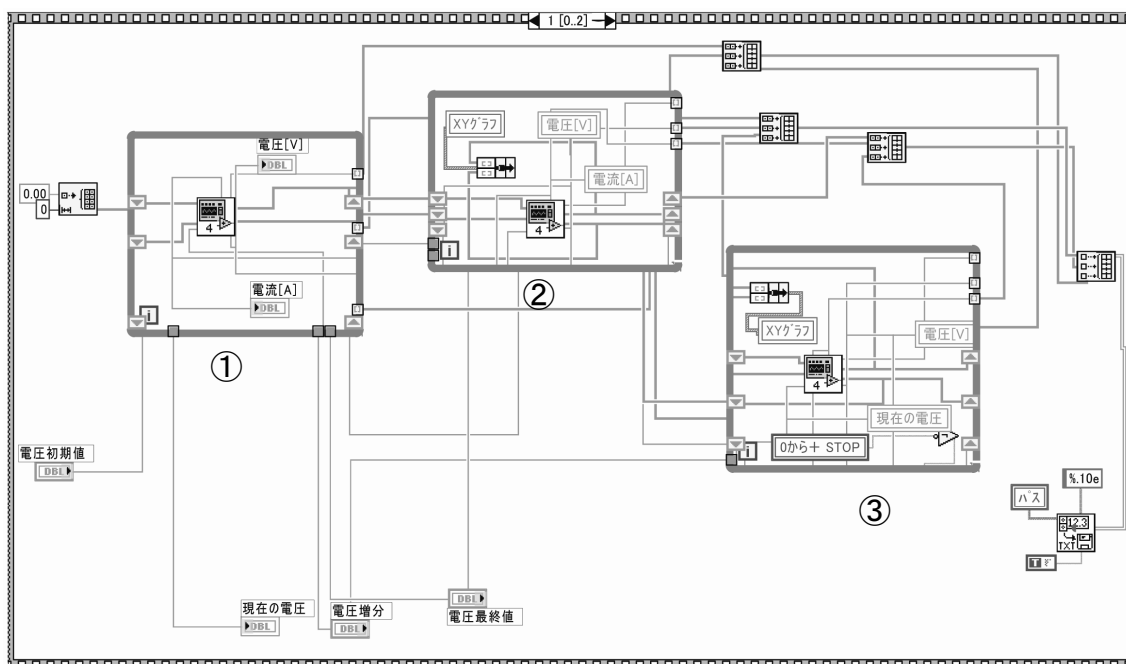 1 [0..2]
XYグラフ
電圧[V]
電圧[V]
DBL
0.00
0
電流[A]
4
4
i
電流[A]
DBL
i
②
①
XYグラフ
電圧[V]
4
現在の電圧
0から+ STOP
i
電圧初期値
DBL
③
%.10e
パス
12.3
TXT
T
現在の電圧
DBL
電圧増分
DBL
DBL
電圧最終値